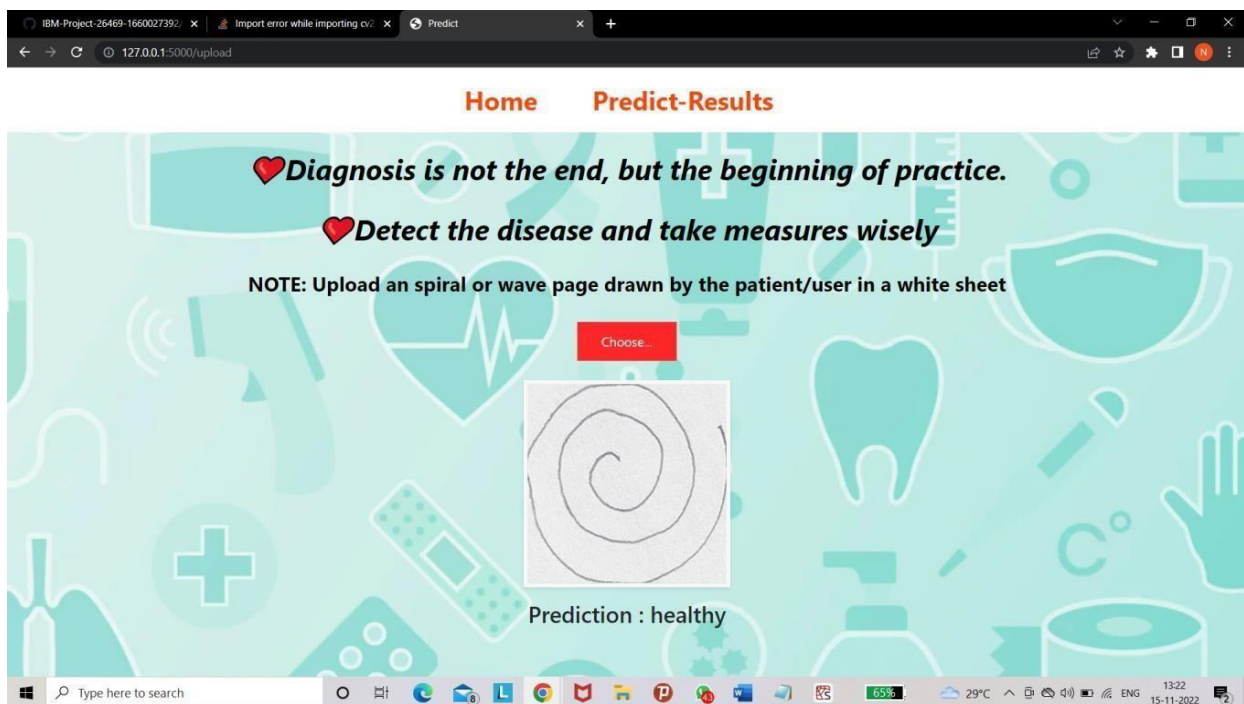 IBM-Project-26469-1660027392/
Import error while importing cv2
Predict
127.0.0.1:5000/upload
N
Home Predict-Results
❤Diagnosis is not the end, but the beginning of practice.
❤Detect the disease and take measures wisely
NOTE: Upload an spiral or wave page drawn by the patient/user in a white sheet
Choose...
C°
Prediction : healthy
Type here to search
8
L
43
65%
29°C
ENG
13:22
15-11-2022
2